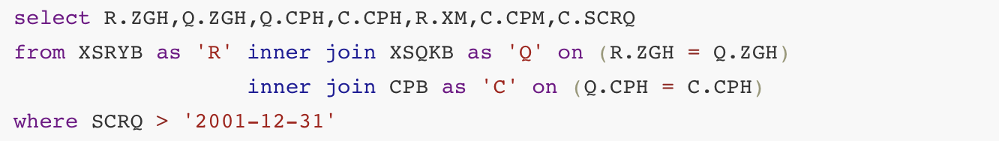 select R.ZGH,Q.ZGH,Q.CPH,C.CPH,R.XM,C.CPM,C.SCRQ
from XSRYB as 'R' inner join XSQKB as 'Q' on (R.ZGH = Q.ZGH)
inner join CPB as 'C' on (Q.CPH = C.CPH)
where SCRQ > '2001-12-31'